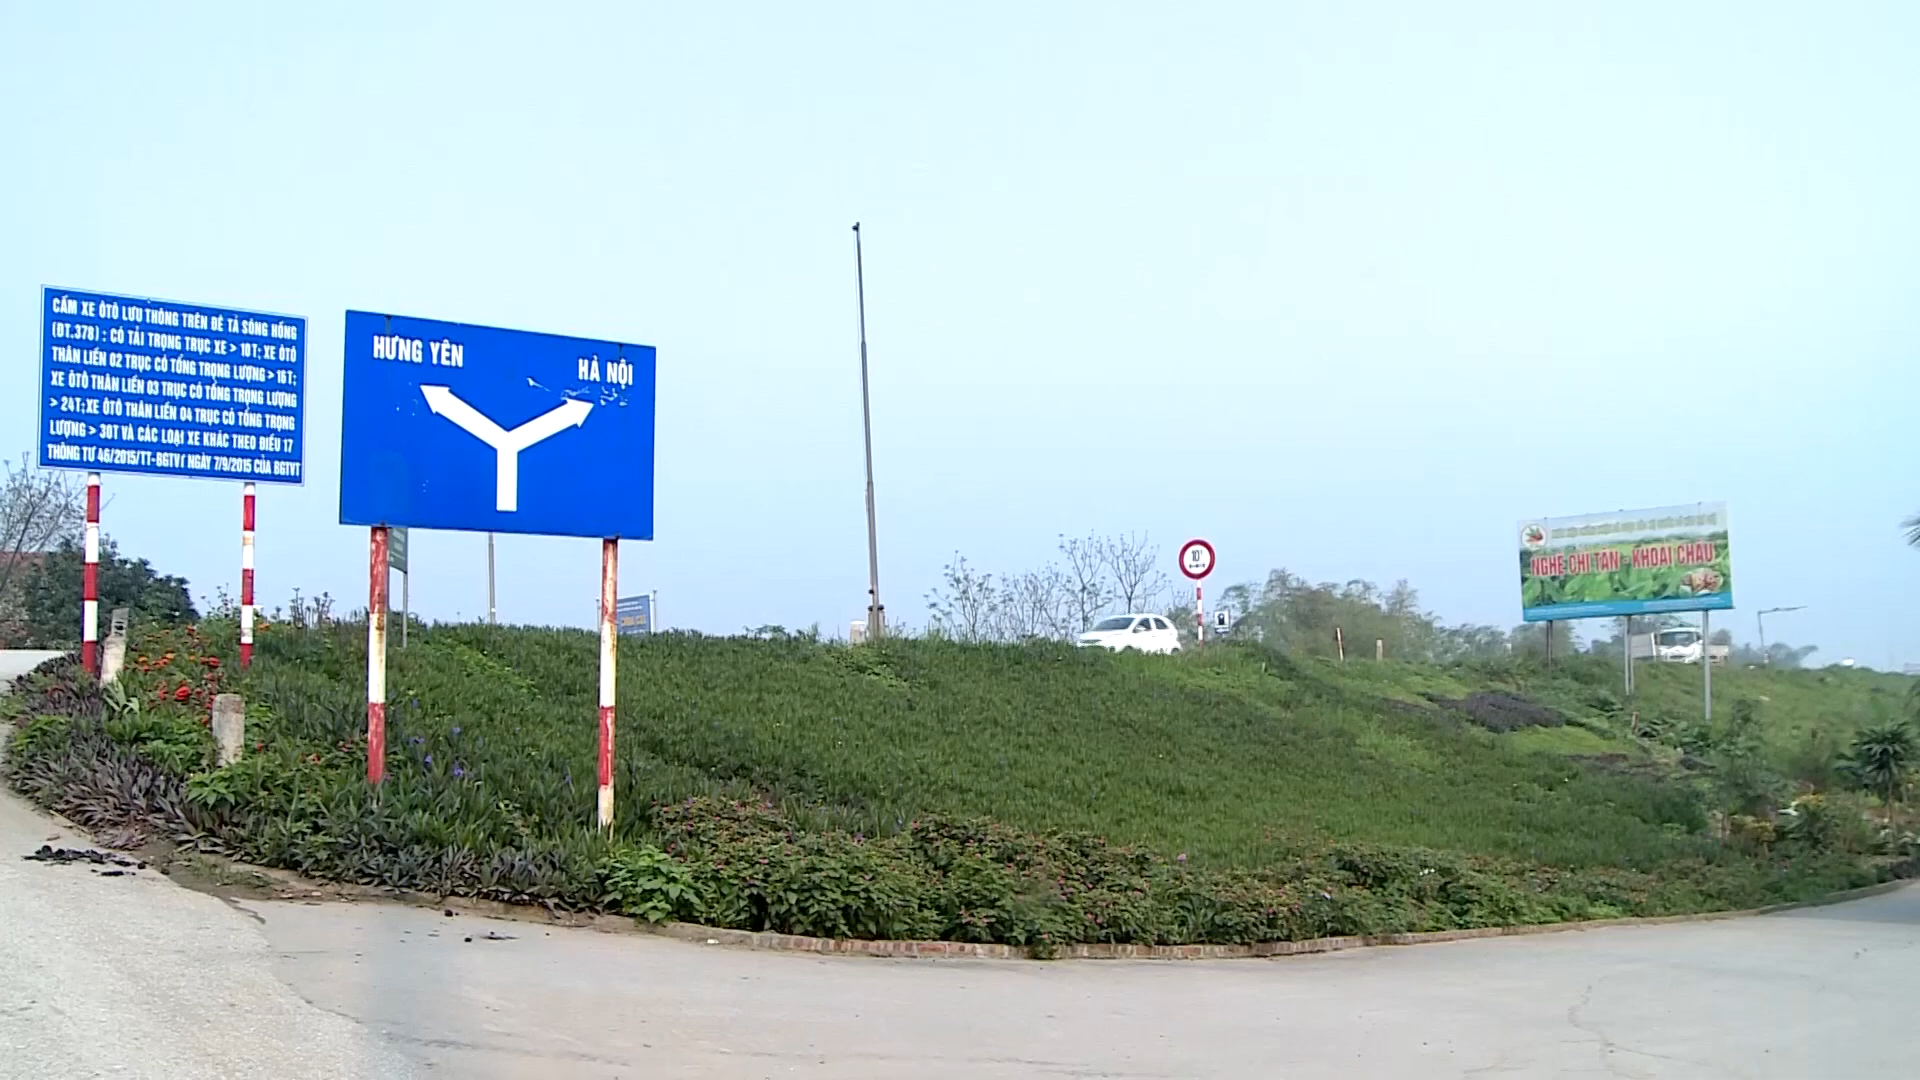 CẤM XE ÔTÔ LƯU THÔNG TRÊN ĐÊ TẢ SÔNG HỒNG
(ĐT.378) : CÓ TẢI TRỌNG TRỤC XE > 10T; XE ÔTÔ
THÂN LIỀN 02 TRỤC CÓ TỔNG TRỌNG LƯỢNG > 16T;
XE ÔTÔ THÂN LIỀN 03 TRỤC CÓ TỔNG TRỌNG LƯỢNG
> 24T; XE ÔTÔ THÂN LIỀN 04 TRỤC CÓ TỔNG TRỌNG
LƯỢNG > 30T VÀ CÁC LOẠI XE KHÁC THEO ĐIỀU 17
THÔNG TƯ 46/2015/TT-BGTVT NGÀY 7/9/2015 CỦA BGTVT
HƯNG YÊN
HÀ NỘI
10T
NGHỆ CHÍ TÂN - KHOÁI CHÂU